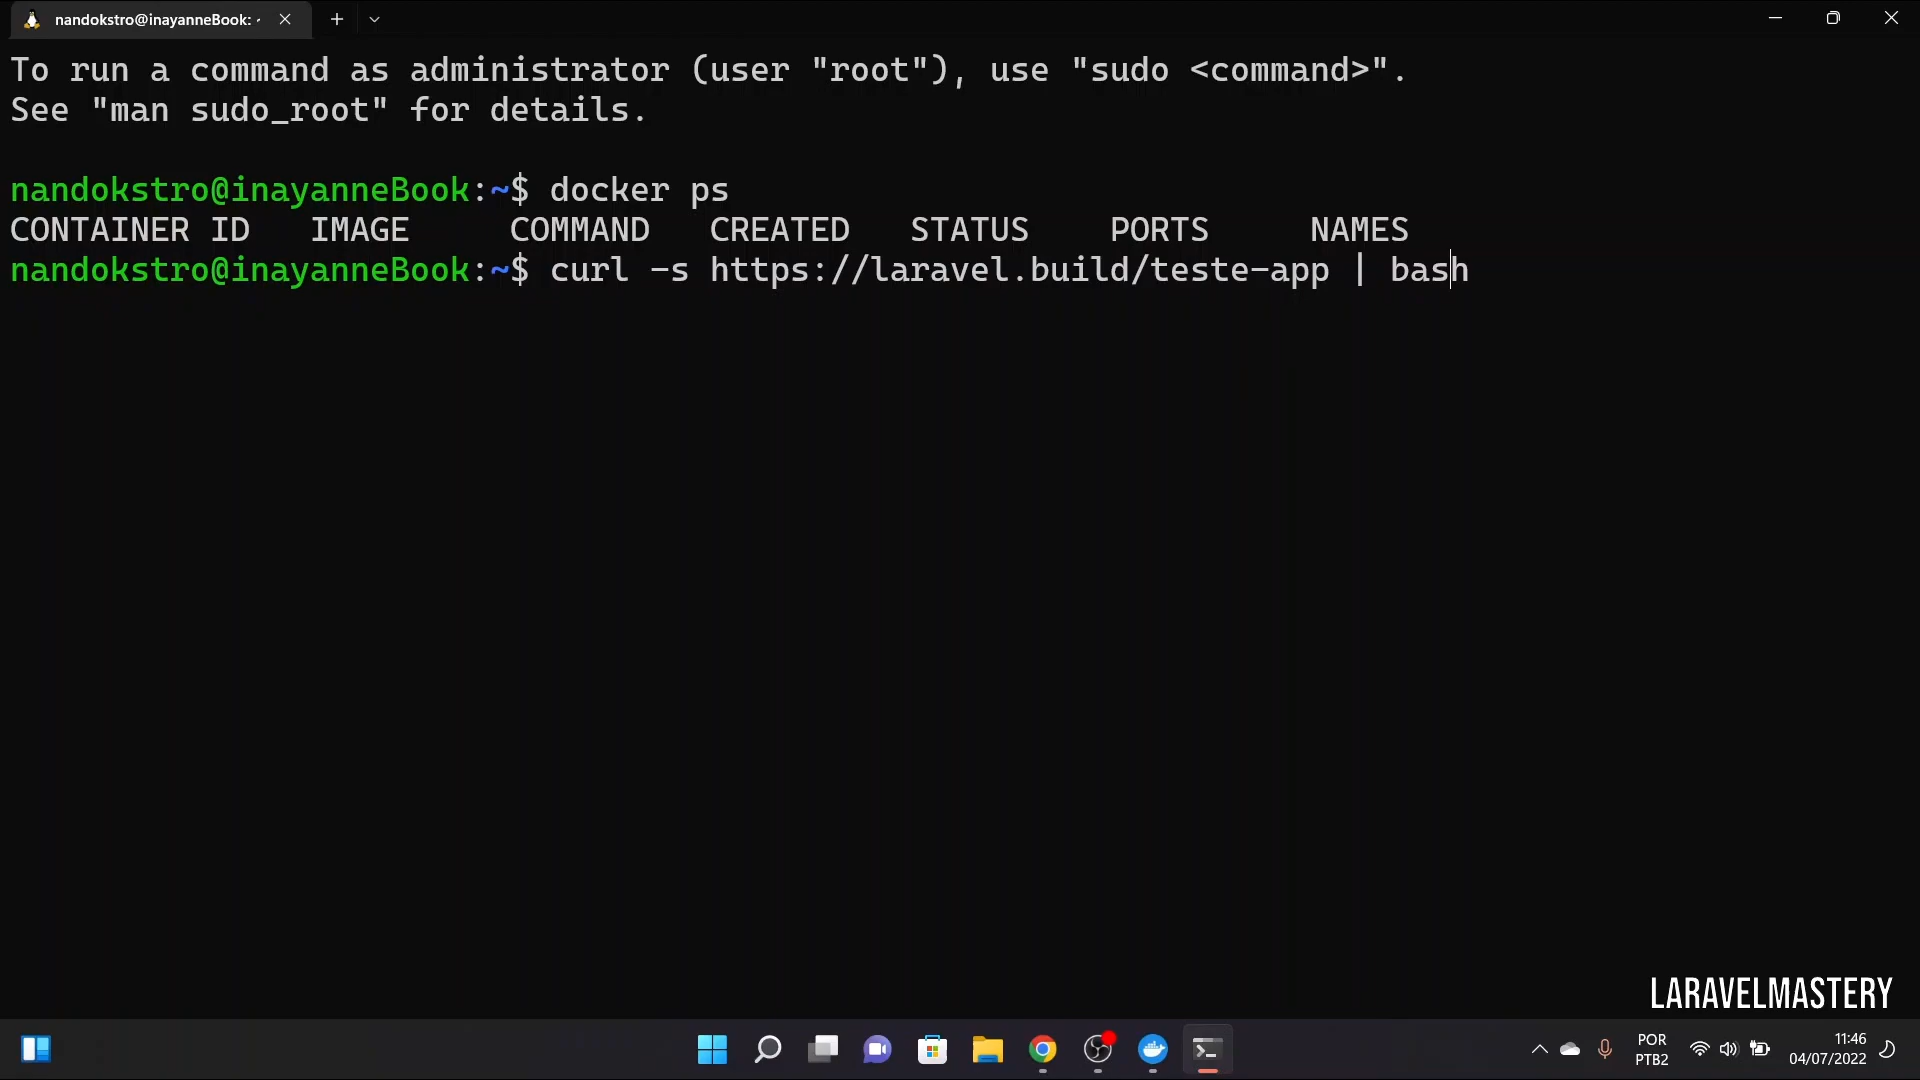 nandokstro@inayanneBook: ~
To run a command as administrator (user "root"), use "sudo <command>".
See "man sudo_root" for details.
nandokstro@inayanneBook:~$ docker ps
CONTAINER ID   IMAGE     COMMAND   CREATED   STATUS    PORTS     NAMES
nandokstro@inayanneBook:~$ curl -s https://laravel.build/teste-app | bash
LARAVELMASTERY
POR
PTB2
11:46
04/07/2022